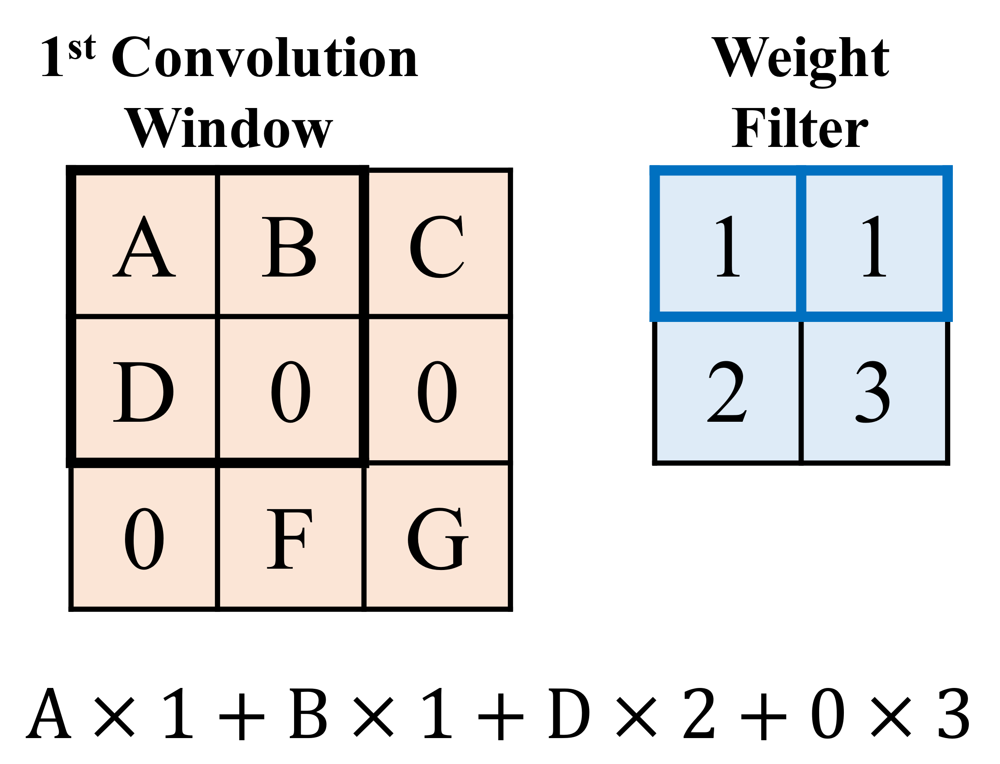 1st Convolution Window
Weight Filter
A B C
D 0 0
0 F G
1 1
2 3
A × 1 + B × 1 + D × 2 + 0 × 3